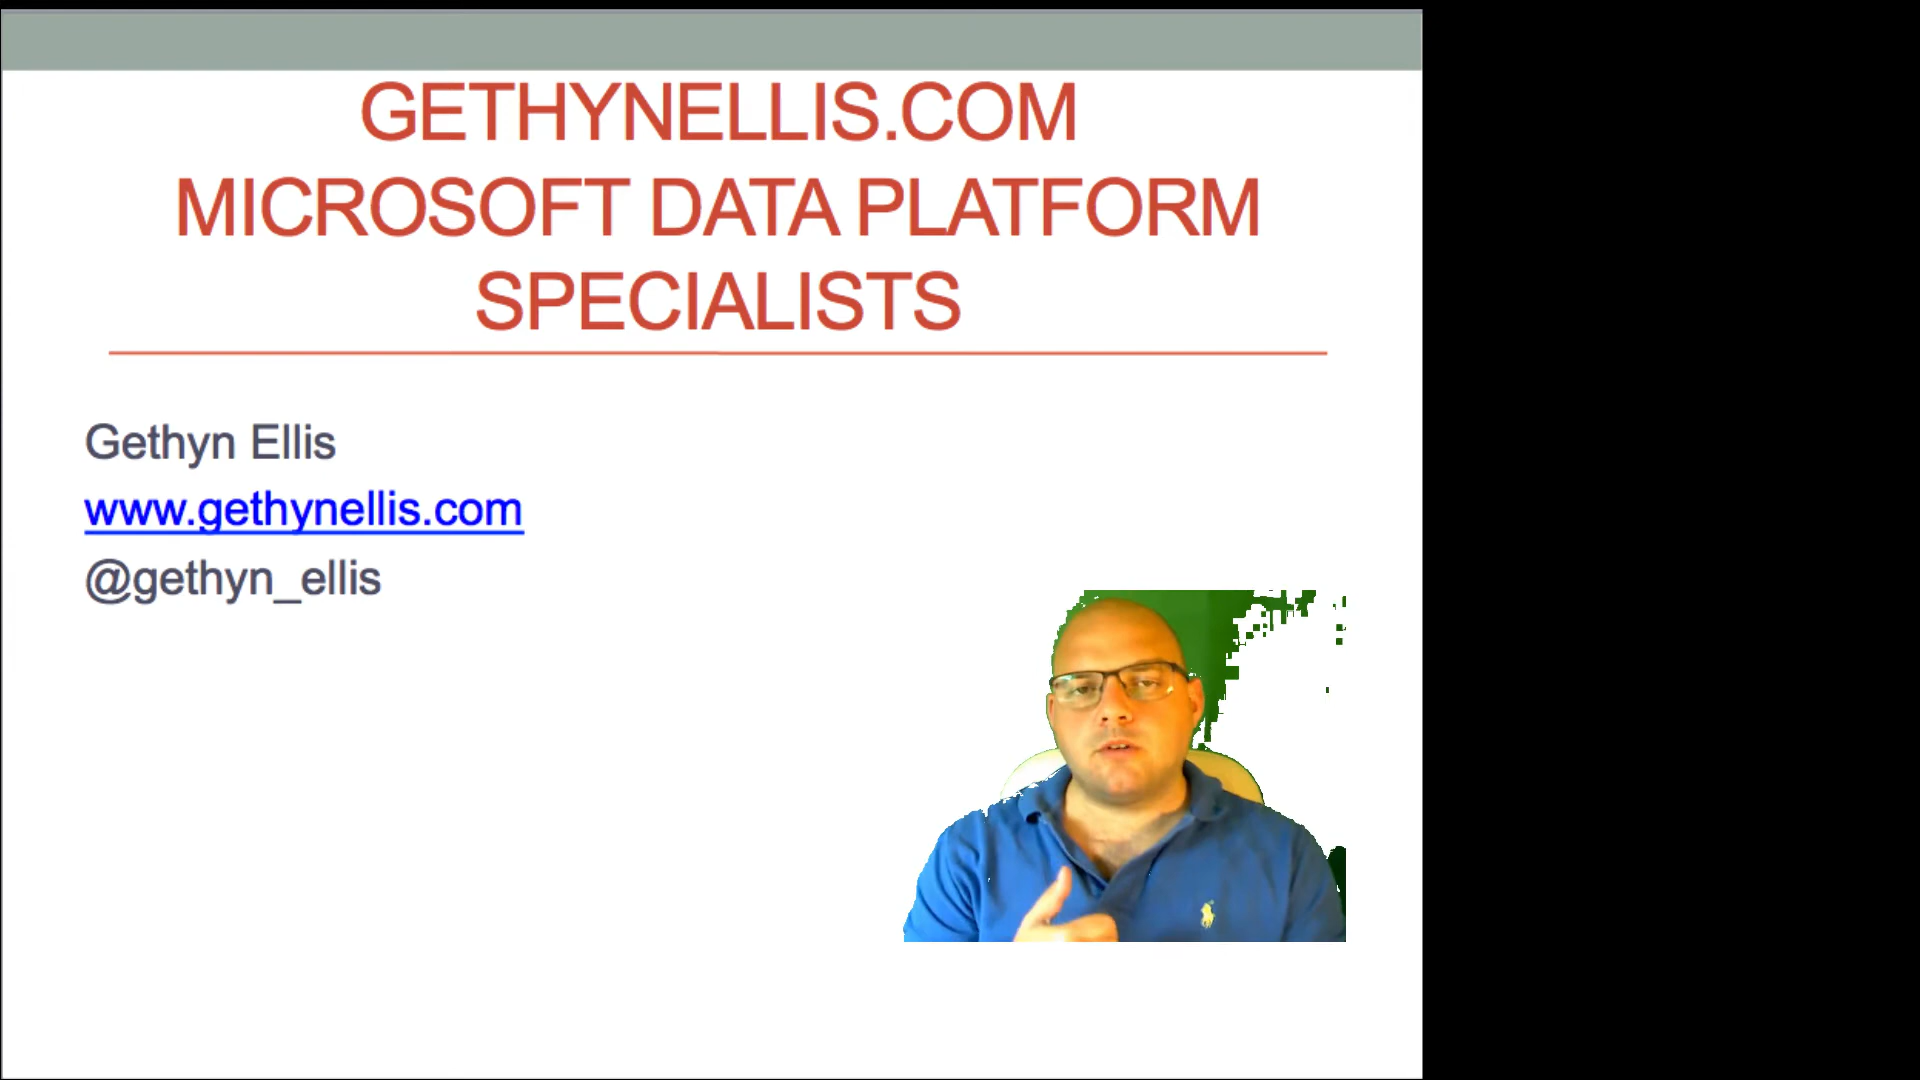 GETHYNELLIS.COM
MICROSOFT DATA PLATFORM
SPECIALISTS
Gethyn Ellis
www.gethynellis.com
@gethyn_ellis